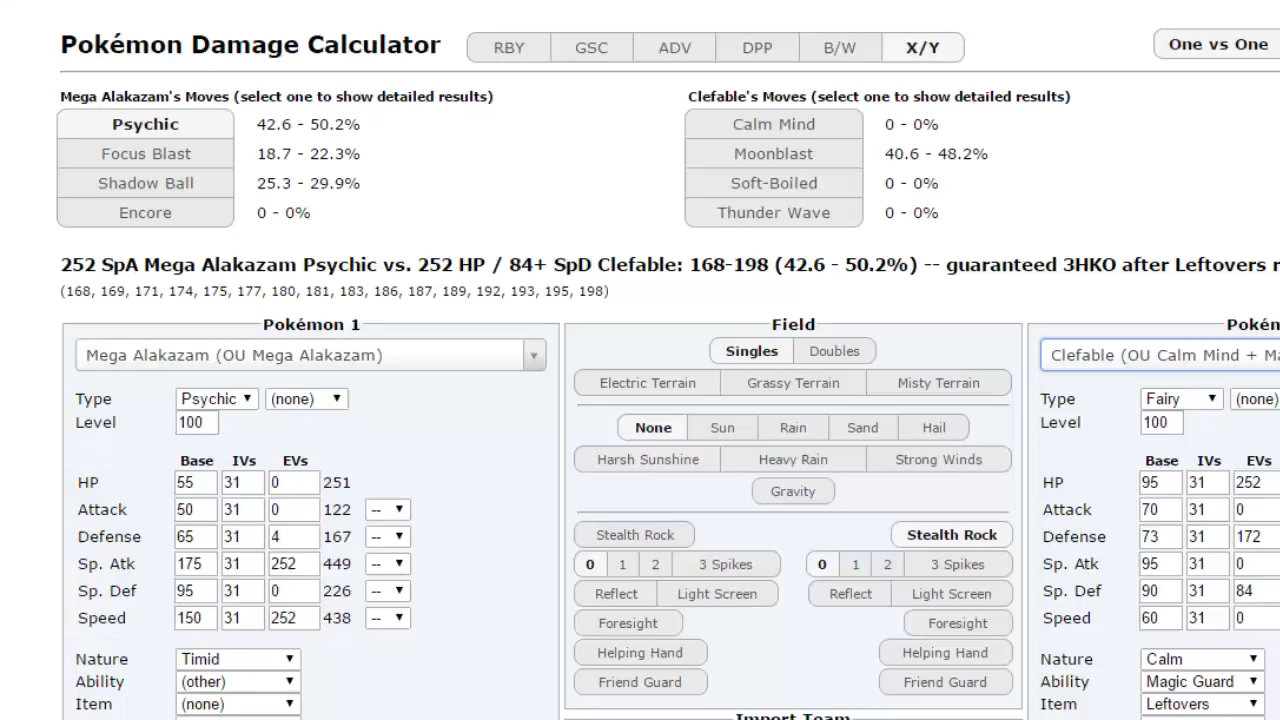 Pokémon Damage Calculator RBY GSC ADV DPP B/W X/Y One vs One
Mega Alakazam's Moves (select one to show detailed results) Clefable's Moves (select one to show detailed results)
Psychic 42.6 - 50.2% Calm Mind 0 - 0%
Focus Blast 18.7 - 22.3% Moonblast 40.6 - 48.2%
Shadow Ball 25.3 - 29.9% Soft-Boiled 0 - 0%
Encore 0 - 0% Thunder Wave 0 - 0%
252 SpA Mega Alakazam Psychic vs. 252 HP / 84+ SpD Clefable: 168-198 (42.6 - 50.2%) -- guaranteed 3HKO after Leftovers r
(168, 169, 171, 174, 175, 177, 180, 181, 183, 186, 187, 189, 192, 193, 195, 198)
Pokémon 1 Field Pokén
Mega Alakazam (OU Mega Alakazam) Singles Doubles Clefable (OU Calm Mind + Ma
Electric Terrain Grassy Terrain Misty Terrain
Type Psychic (none) Type Fairy (none)
Level 100 None Sun Rain Sand Hail Level 100
Base IVs EVs Harsh Sunshine Heavy Rain Strong Winds Base IVs EVs
HP 55 31 0 251 Gravity HP 95 31 252
Attack 50 31 0 122 -- Attack 70 31 0
Defense 65 31 4 167 -- Stealth Rock Stealth Rock Defense 73 31 172
Sp. Atk 175 31 252 449 -- 0 1 2 3 Spikes 0 1 2 3 Spikes Sp. Atk 95 31 0
Sp. Def 95 31 0 226 -- Reflect Light Screen Reflect Light Screen Sp. Def 90 31 84
Speed 150 31 252 438 -- Foresight Foresight Speed 60 31 0
Helping Hand Helping Hand
Nature Timid Nature Calm
Ability (other) Friend Guard Friend Guard Ability Magic Guard
Item (none) Item Leftovers
Import Team